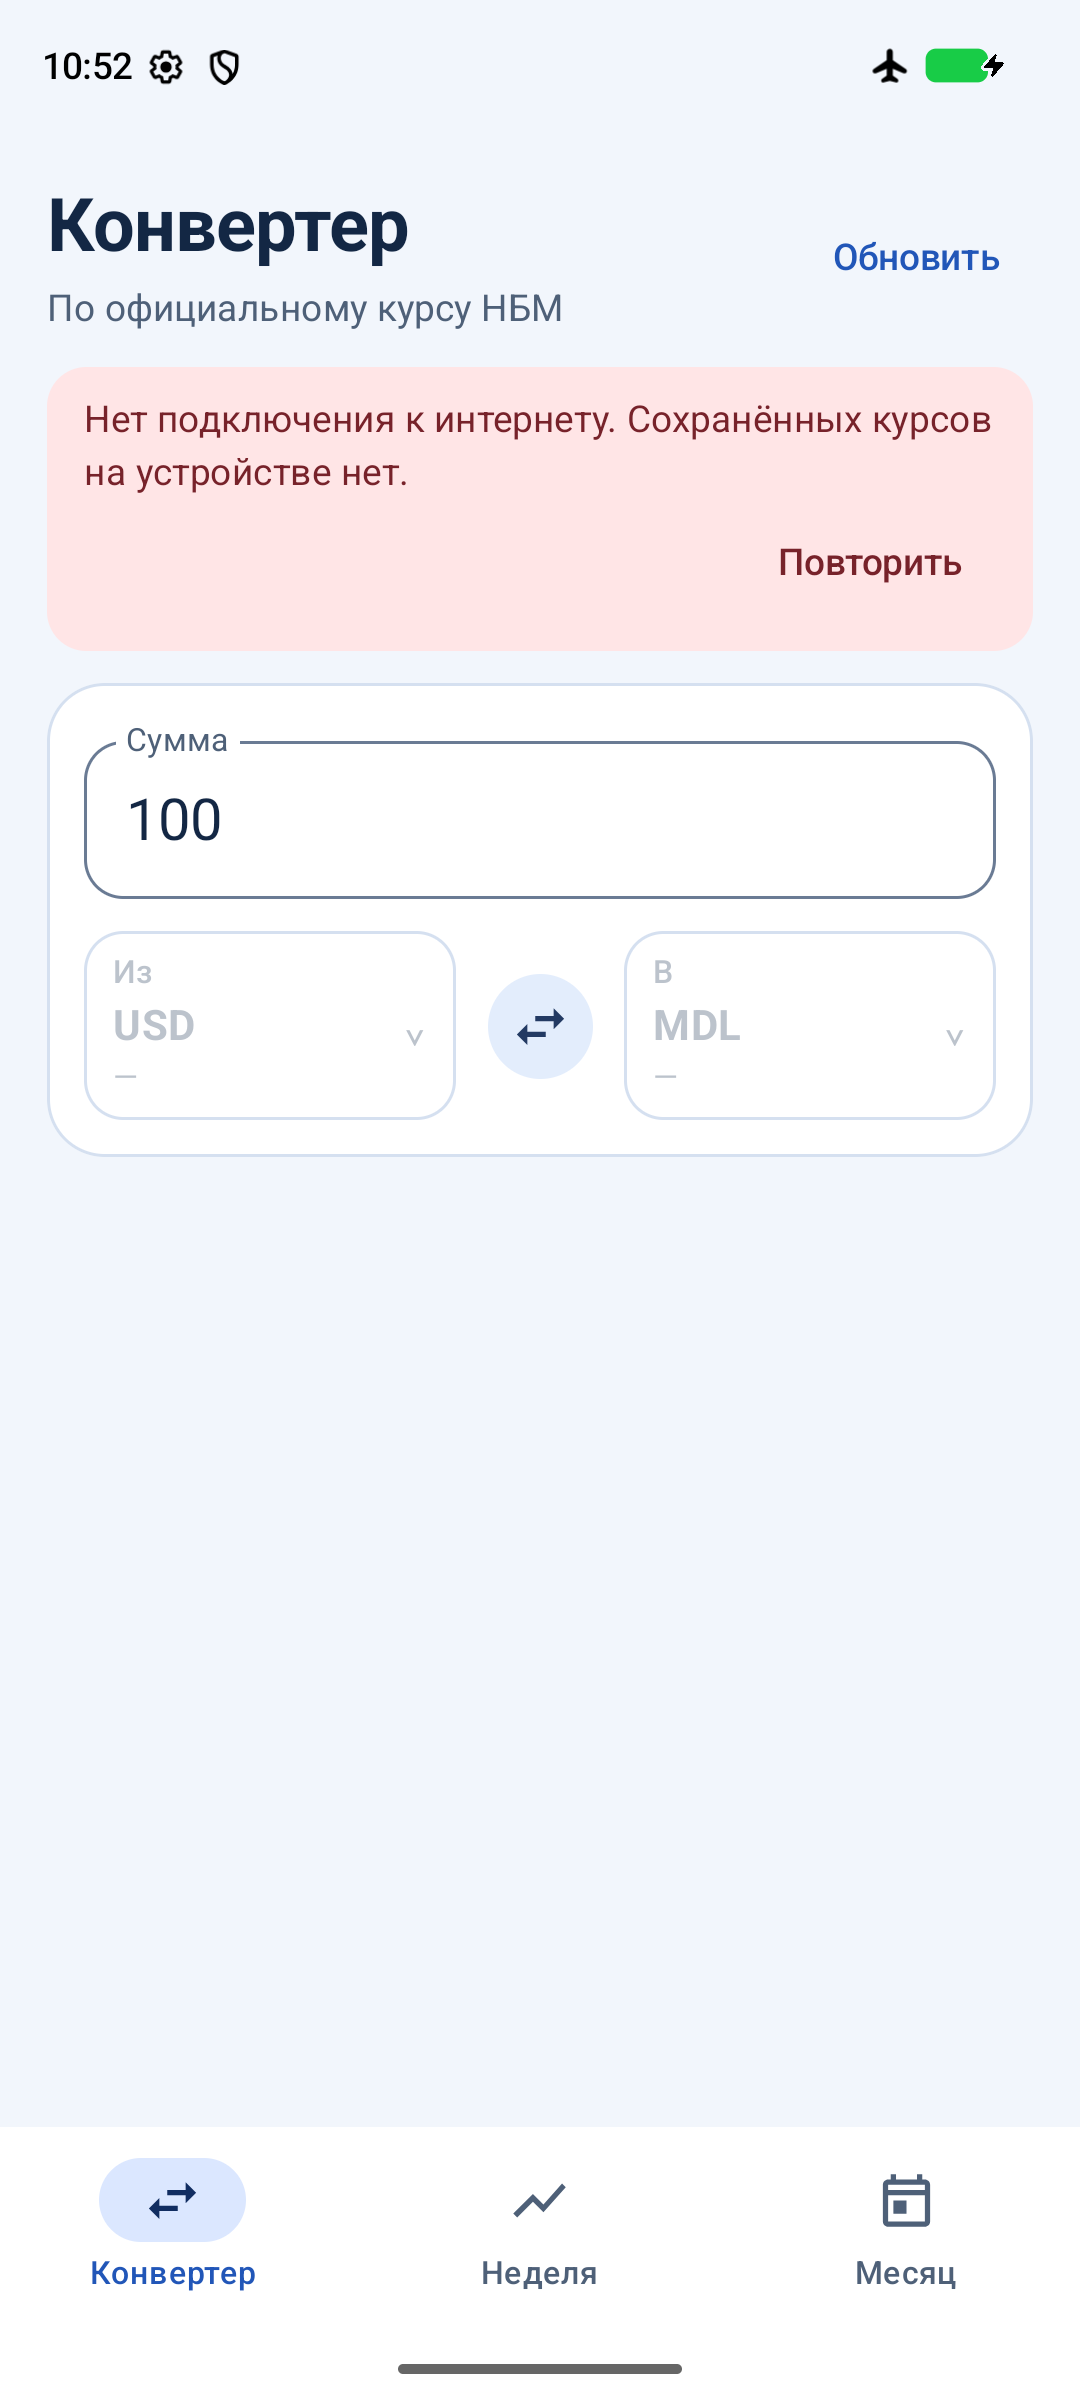 10:52
Конвертер
Обновить
По официальному курсу НБМ
Нет подключения к интернету. Сохранённых курсов
на устройстве нет.
Повторить
Сумма
100
Из
USD
—
В
MDL
—
Конвертер
Неделя
Месяц